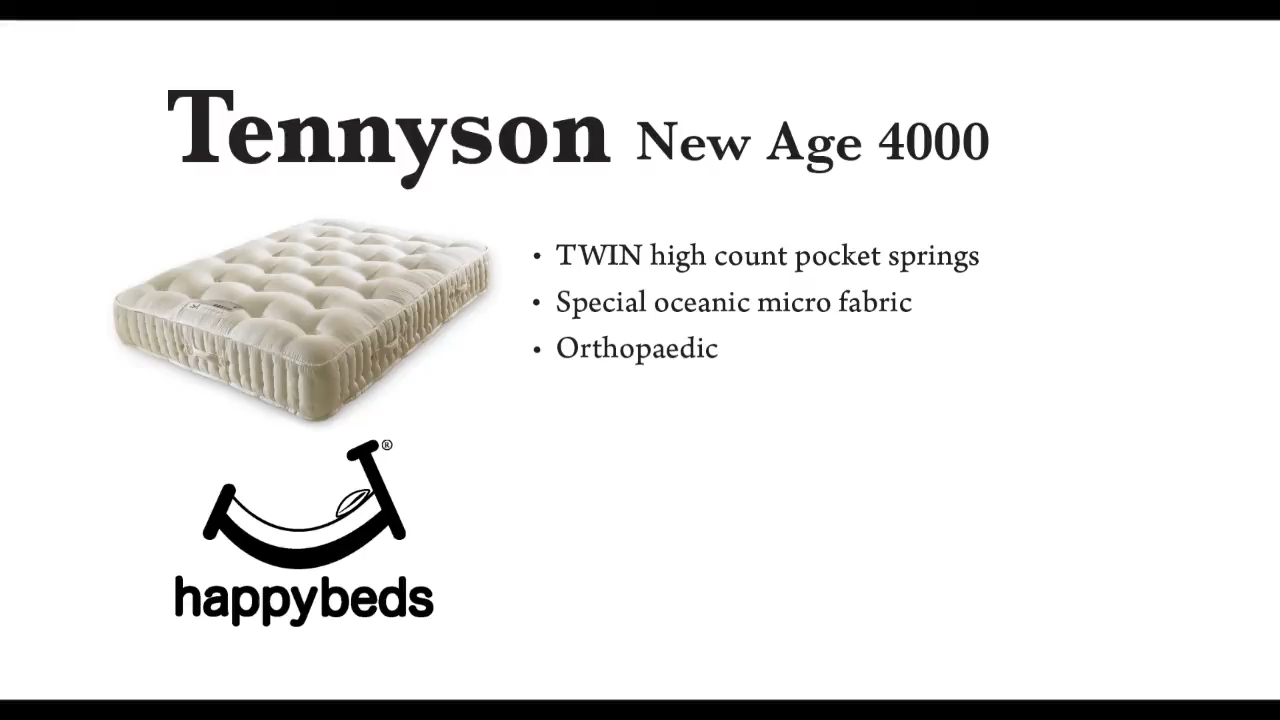 Tennyson New Age 4000
• TWIN high count pocket springs
• Special oceanic micro fabric
• Orthopaedic
®
happybeds